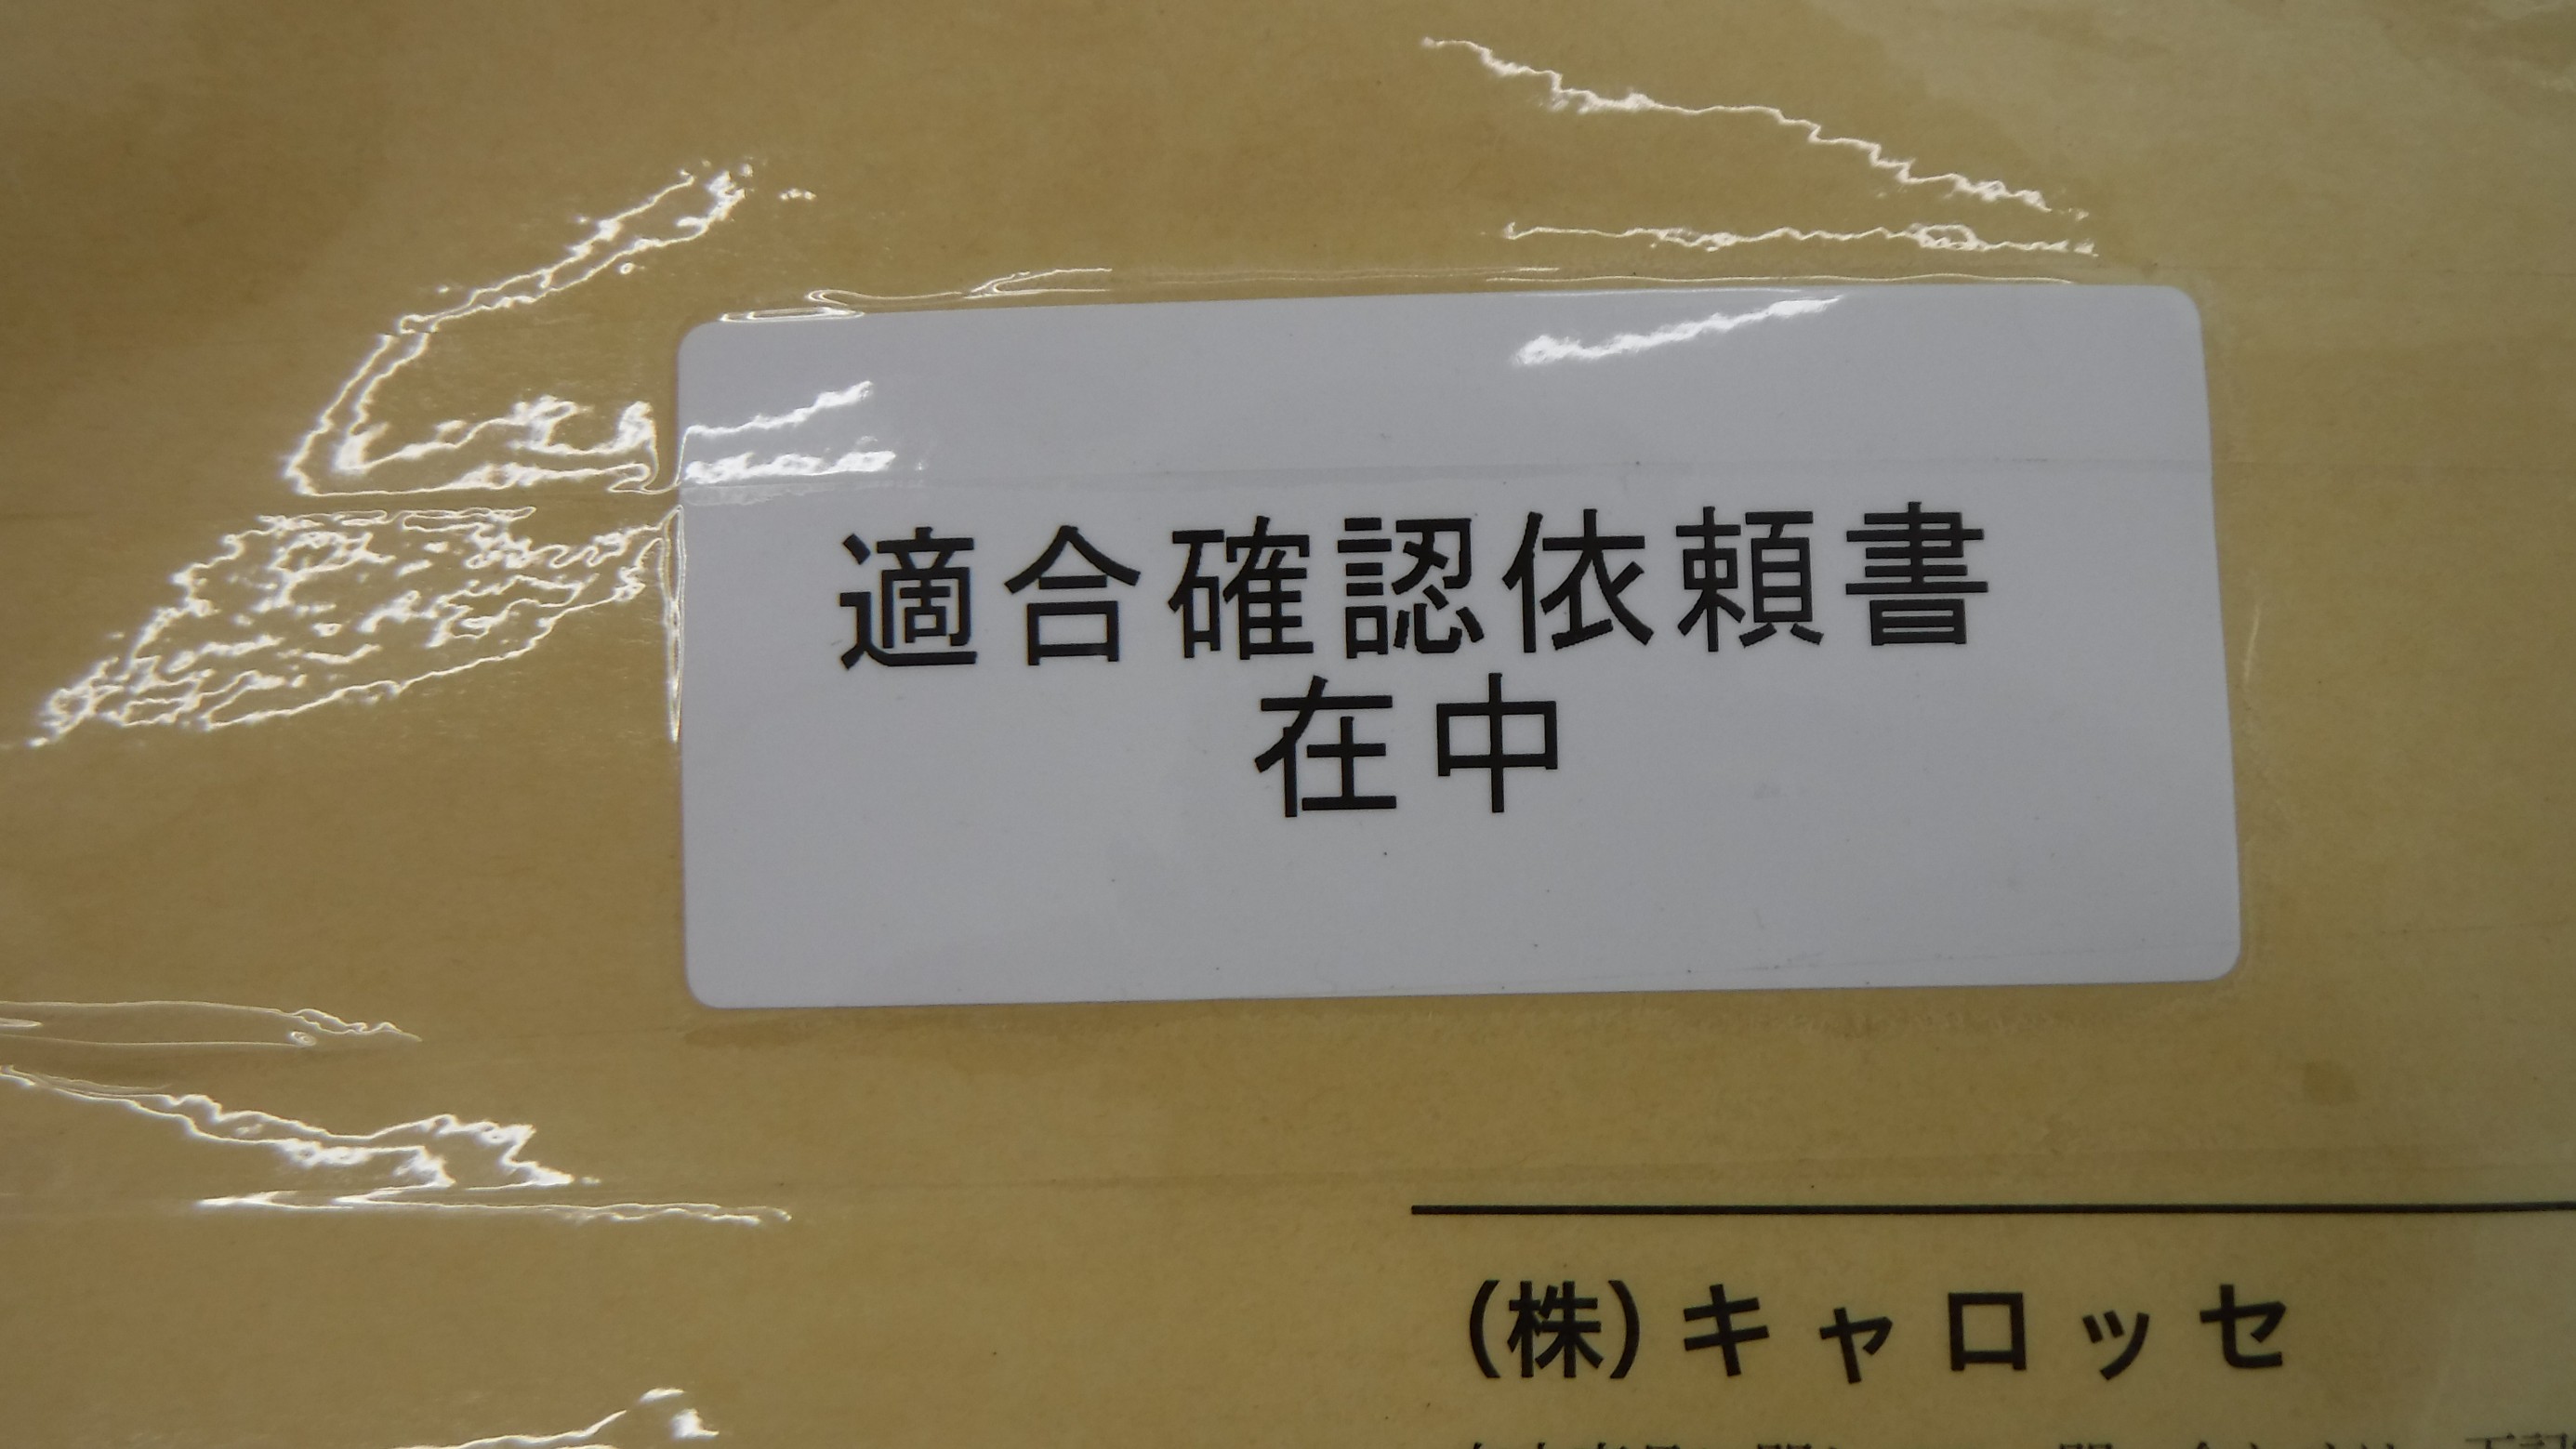 適合確認依頼書
在中
(株)キャロッセ